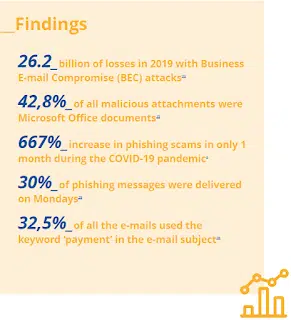 __Findings
26.2_ billion of losses in 2019 with Business
E-mail Compromise (BEC) attacks
42,8%_ of all malicious attachments were
Microsoft Office documents
667%_ increase in phishing scams in only 1
month during the COVID-19 pandemic
30%_ of phishing messages were delivered
on Mondays
32,5%_ of all the e-mails used the
keyword 'payment' in the e-mail subject